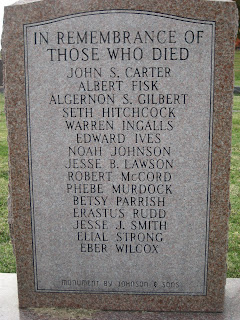 IN REMEMBRANCE OF
THOSE WHO DIED
JOHN S. CARTER
ALBERT FISK
ALGERNON S. GILBERT
SETH HITCHCOCK
WARREN INGALLS
EDWARD IVES
NOAH JOHNSON
JESSE B. LAWSON
ROBERT McCORD
PHEBE MURDOCK
BETSY PARRISH
ERASTUS RUDD
JESSE J. SMITH
ELIAL STRONG
EBER WILCOX
MONUMENT BY JOHNSON & SONS